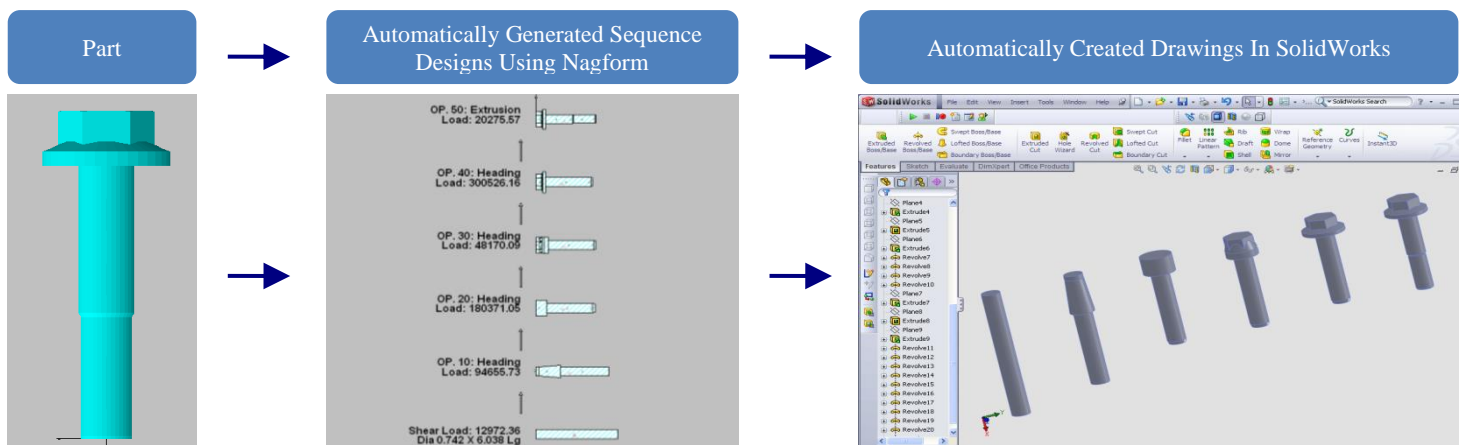 Part
Automatically Generated Sequence
Designs Using Nagform
Automatically Created Drawings In SolidWorks
OP. 50: Extrusion
Load: 20275.57
OP. 40: Heading
Load: 300526.16
OP. 30: Heading
Load: 48170.09
OP. 20: Heading
Load: 180371.05
OP. 10: Heading
Load: 94655.73
Shear Load: 12972.36
Dia 0.742 X 6.038 Lg
SolidWorks File Edit View Insert Tools Window Help SolidWorks Search
Extruded Boss/Base
Revolved Boss/Base
Swept Boss/Base
Lofted Boss/Base
Boundary Boss/Base
Extruded Cut
Hole Wizard
Revolved Cut
Swept Cut
Lofted Cut
Boundary Cut
Fillet
Linear Pattern
Rib
Draft
Shell
Wrap
Dome
Mirror
Reference Geometry
Curves
Instant3D
Features Sketch Evaluate DimXpert Office Products
Plane4
Extrude4
Plane5
Extrude5
Plane6
Extrude6
Revolve7
Revolve8
Revolve9
Revolve10
Plane7
Extrude7
Plane8
Extrude8
Plane9
Extrude9
Revolve11
Revolve12
Revolve13
Revolve14
Revolve15
Revolve16
Revolve17
Revolve18
Revolve19
Revolve20